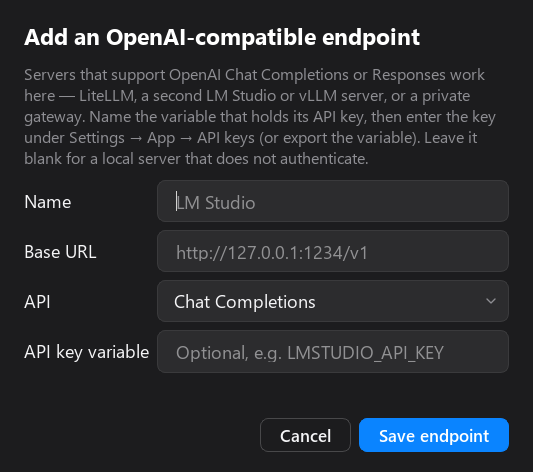 Add an OpenAI-compatible endpoint
Servers that support OpenAI Chat Completions or Responses work
here — LiteLLM, a second LM Studio or vLLM server, or a private
gateway. Name the variable that holds its API key, then enter the key
under Settings → App → API keys (or export the variable). Leave it
blank for a local server that does not authenticate.
Name
LM Studio
Base URL
http://127.0.0.1:1234/v1
API
Chat Completions
API key variable
Optional, e.g. LMSTUDIO_API_KEY
Cancel
Save endpoint